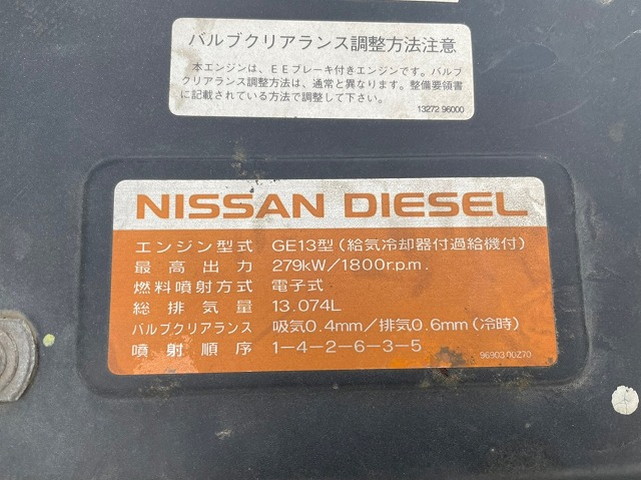 バルブクリアランス調整方法注意
本エンジンは、EEブレーキ付きエンジンです。バルブ
クリアランス調整方法は、通常と異なります。整備要領書
に記載されている方法で調整して下さい。
13272 96000
NISSAN DIESEL
エンジン型式 GE13型(給気冷却器付過給機付)
最高出力 279kW/1800r.p.m.
燃料噴射方式 電子式
総排気量 13.074L
バルブクリアランス 吸気0.4mm/排気0.6mm(冷時)
噴射順序 1-4-2-6-3-5
96903 00Z70